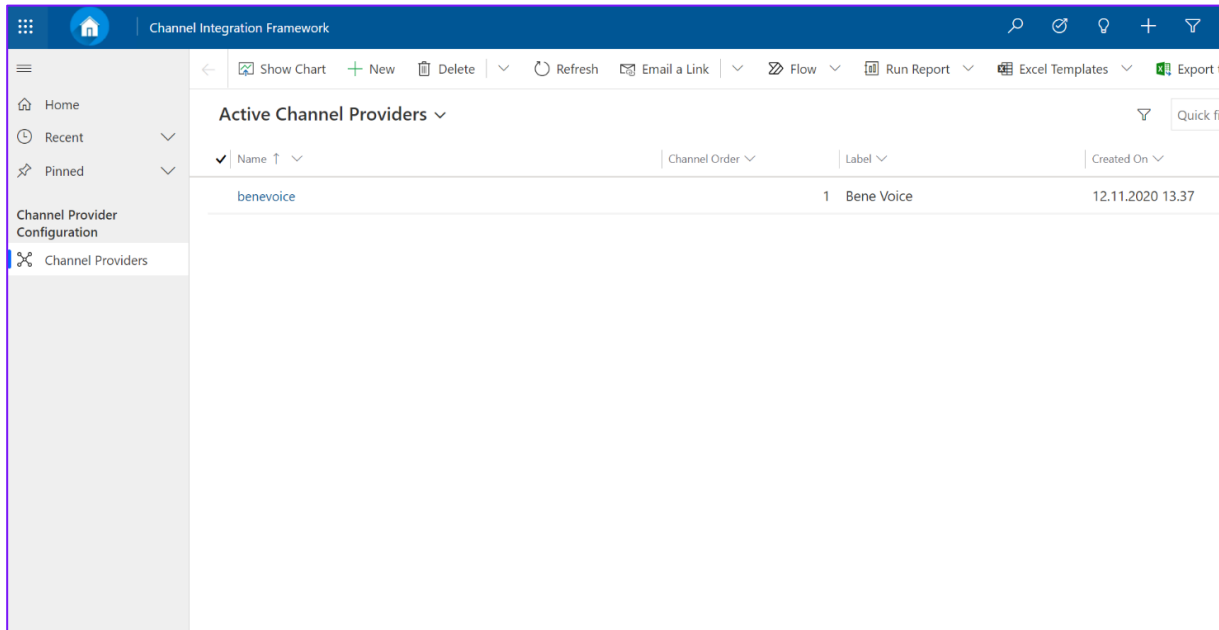 Channel Integration Framework
Show Chart New Delete Refresh Email a Link Flow Run Report Excel Templates Export
Home
Recent
Pinned
Channel Provider
Configuration
Channel Providers
Active Channel Providers
Quick
Name Channel Order Label Created On
benevoice 1 Bene Voice 12.11.2020 13.37